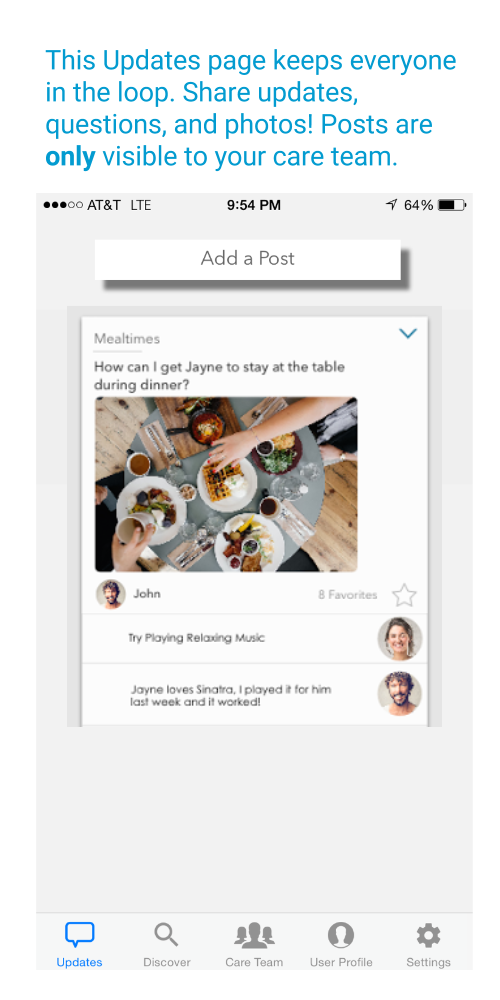 This Updates page keeps everyone
in the loop. Share updates,
questions, and photos! Posts are
only visible to your care team.
AT&T LTE 9:54 PM 64%
Add a Post
Mealtimes
How can I get Jayne to stay at the table
during dinner?
John 8 Favorites
Try Playing Relaxing Music
Jayne loves Sinatra, I played it for him
last week and it worked!
Updates Discover Care Team User Profile Settings